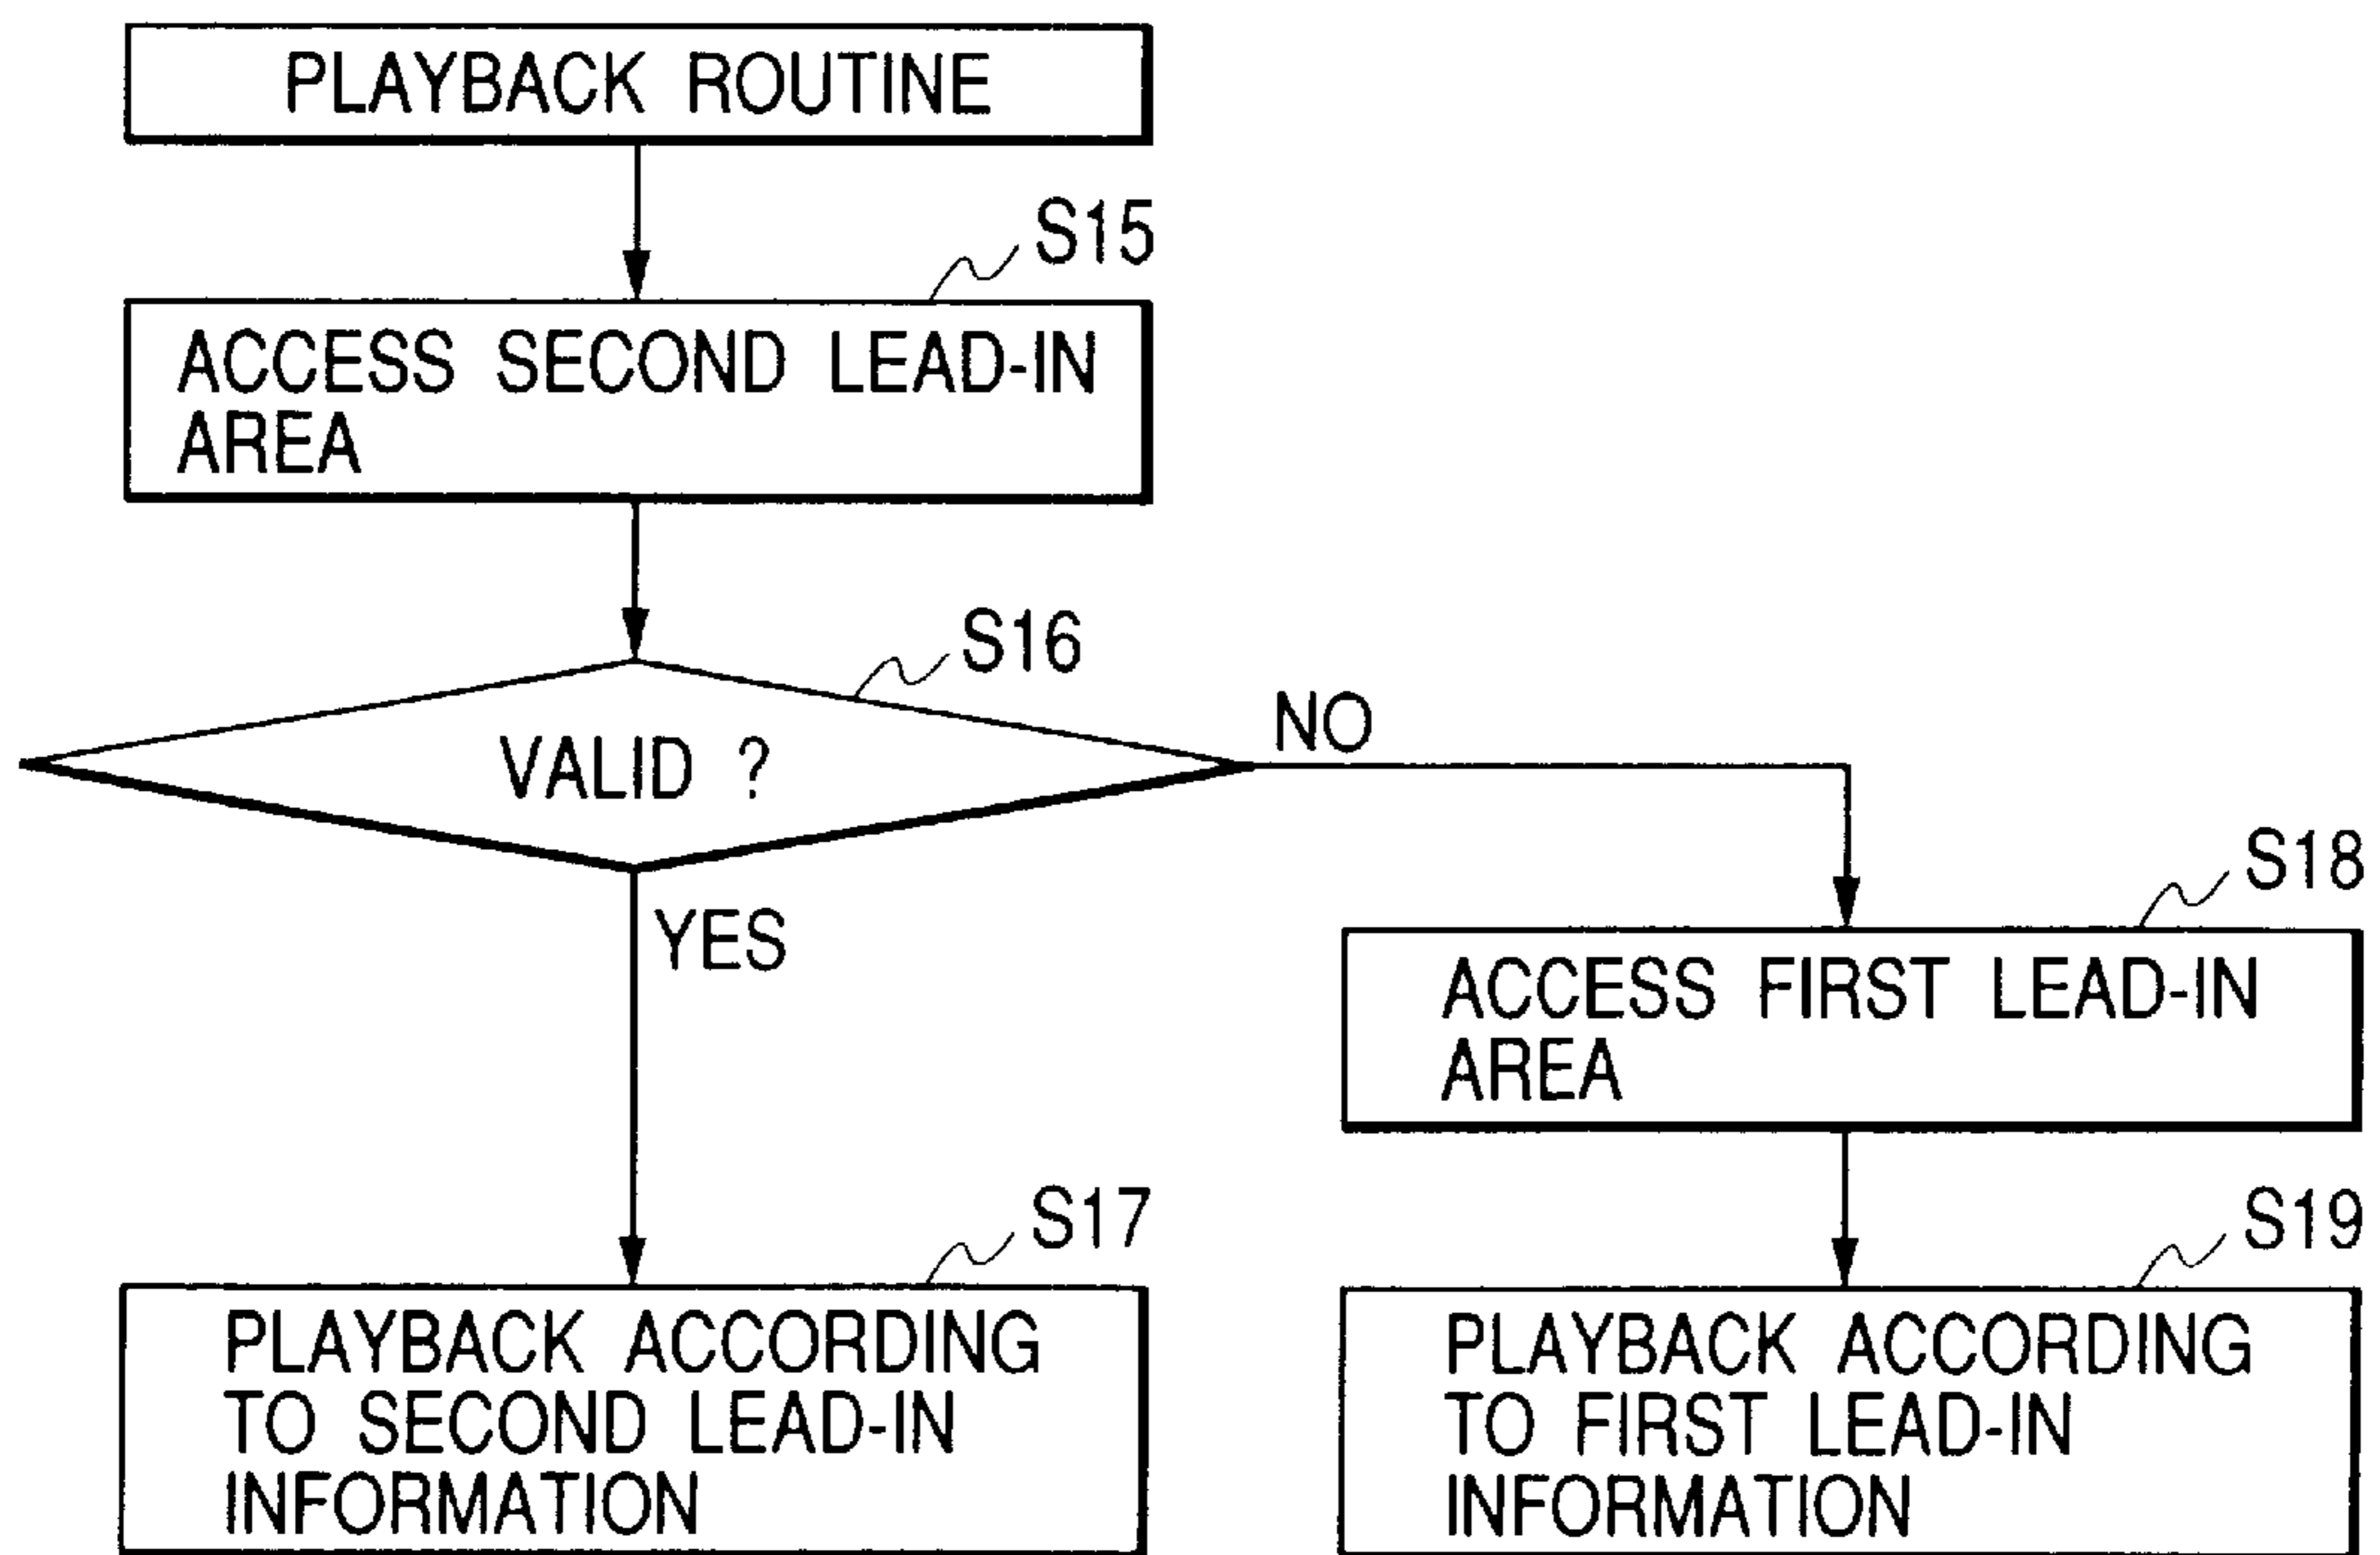 PLAYBACK ROUTINE
S15
ACCESS SECOND LEAD-IN
AREA
S16
VALID ?
NO
YES
S18
ACCESS FIRST LEAD-IN
AREA
S17
PLAYBACK ACCORDING
TO SECOND LEAD-IN
INFORMATION
S19
PLAYBACK ACCORDING
TO FIRST LEAD-IN
INFORMATION